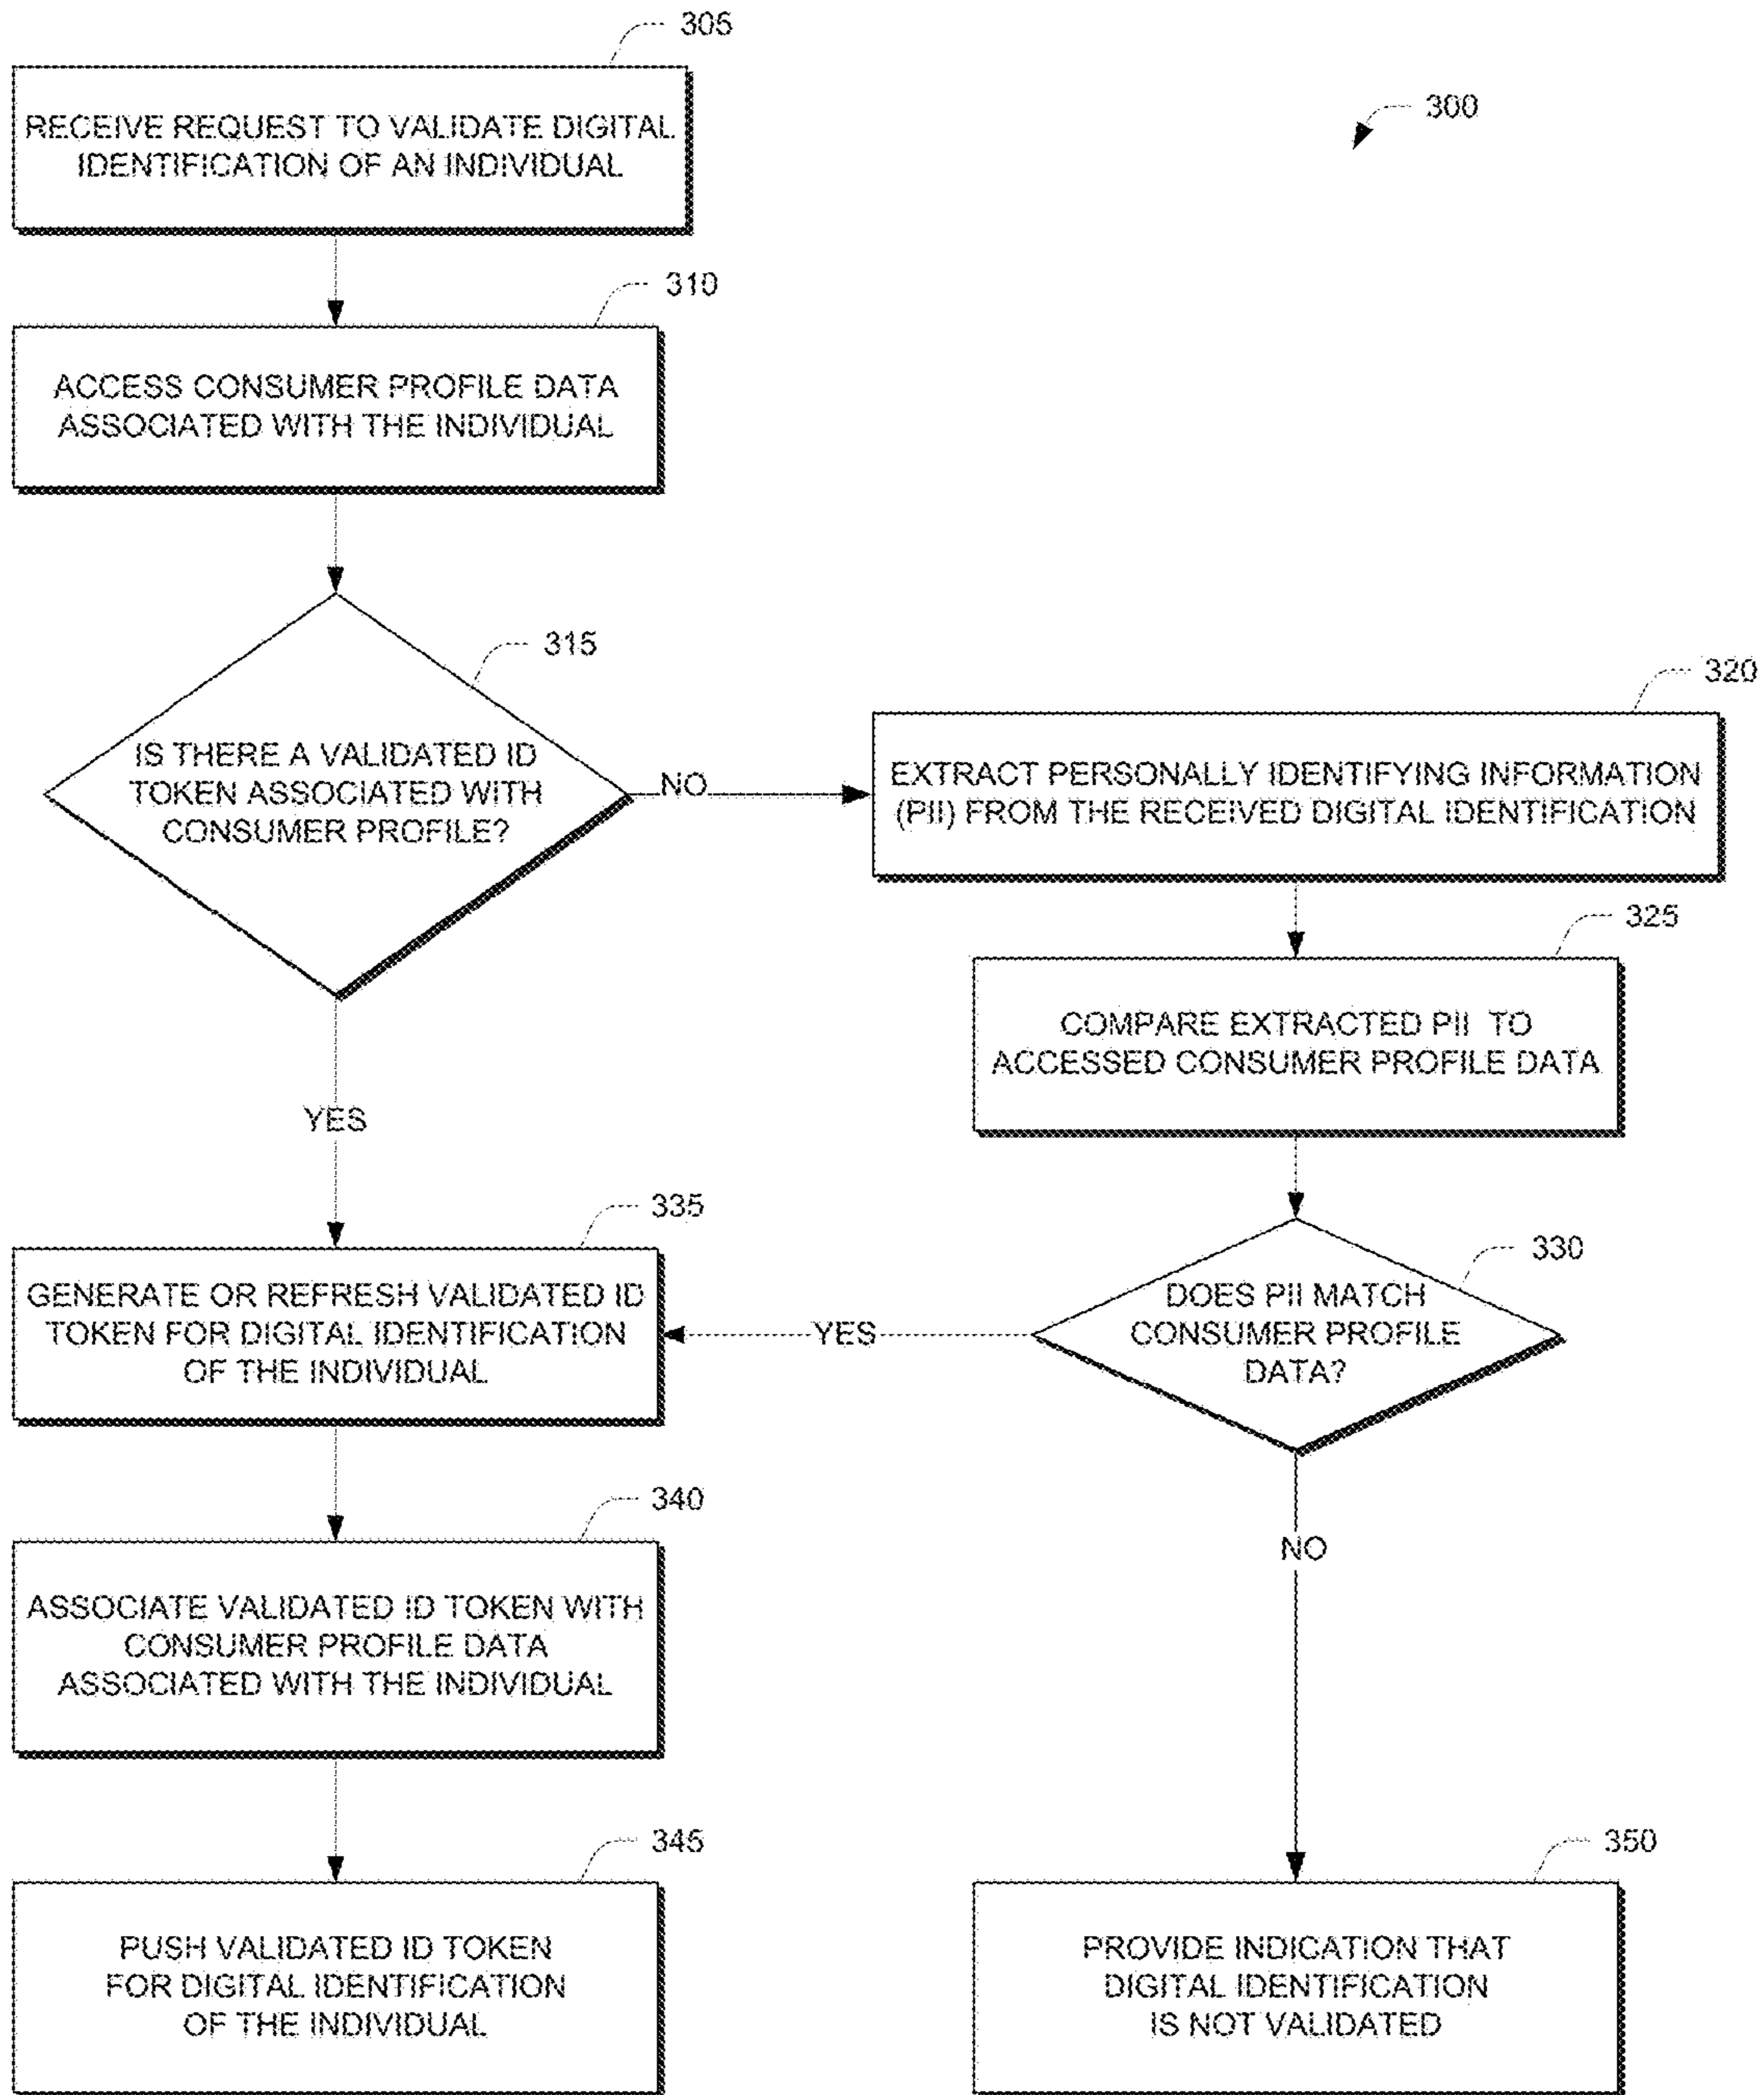 305
RECEIVE REQUEST TO VALIDATE DIGITAL
IDENTIFICATION OF AN INDIVIDUAL
300
310
ACCESS CONSUMER PROFILE DATA
ASSOCIATED WITH THE INDIVIDUAL
315
IS THERE A VALIDATED ID
TOKEN ASSOCIATED WITH
CONSUMER PROFILE?
NO
320
EXTRACT PERSONALLY IDENTIFYING INFORMATION
(PII) FROM THE RECEIVED DIGITAL IDENTIFICATION
325
COMPARE EXTRACTED PII TO
ACCESSED CONSUMER PROFILE DATA
YES
330
DOES PII MATCH
CONSUMER PROFILE
DATA?
YES
335
GENERATE OR REFRESH VALIDATED ID
TOKEN FOR DIGITAL IDENTIFICATION
OF THE INDIVIDUAL
NO
340
ASSOCIATE VALIDATED ID TOKEN WITH
CONSUMER PROFILE DATA
ASSOCIATED WITH THE INDIVIDUAL
345
PUSH VALIDATED ID TOKEN
FOR DIGITAL IDENTIFICATION
OF THE INDIVIDUAL
350
PROVIDE INDICATION THAT
DIGITAL IDENTIFICATION
IS NOT VALIDATED